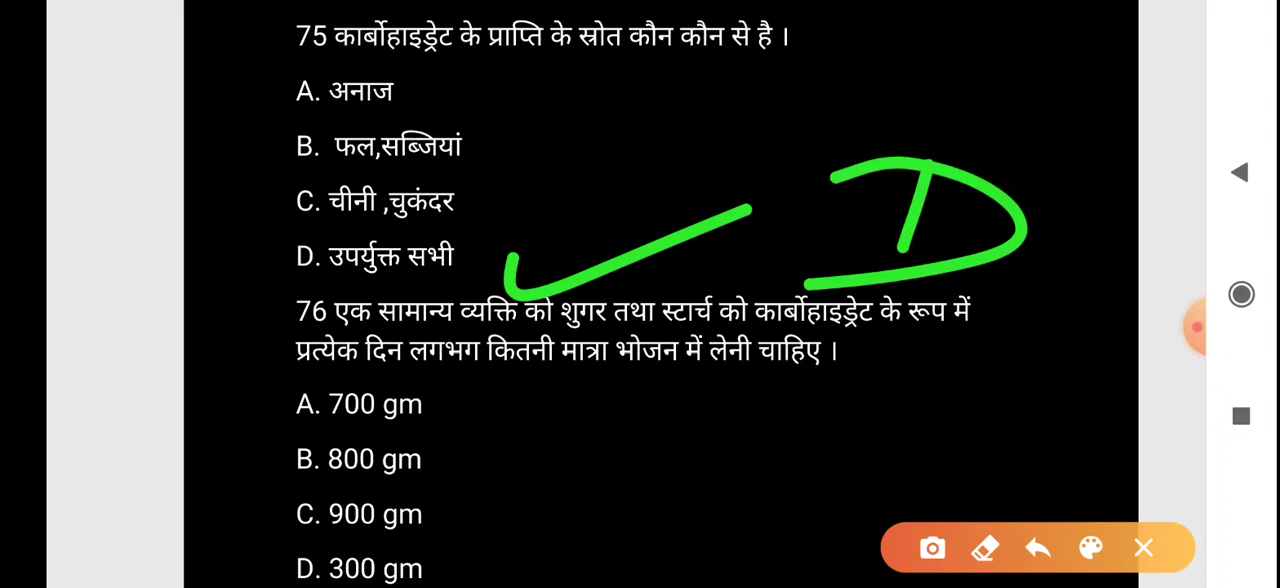 75 कार्बोहाइड्रेट के प्राप्ति के स्रोत कौन कौन से है ।
A. अनाज
B. फल,सब्जियां
C. चीनी ,चुकंदर
D. उपर्युक्त सभी
D
76 एक सामान्य व्यक्ति को शुगर तथा स्टार्च को कार्बोहाइड्रेट के रूप में
प्रत्येक दिन लगभग कितनी मात्रा भोजन में लेनी चाहिए ।
A. 700 gm
B. 800 gm
C. 900 gm
D. 300 gm